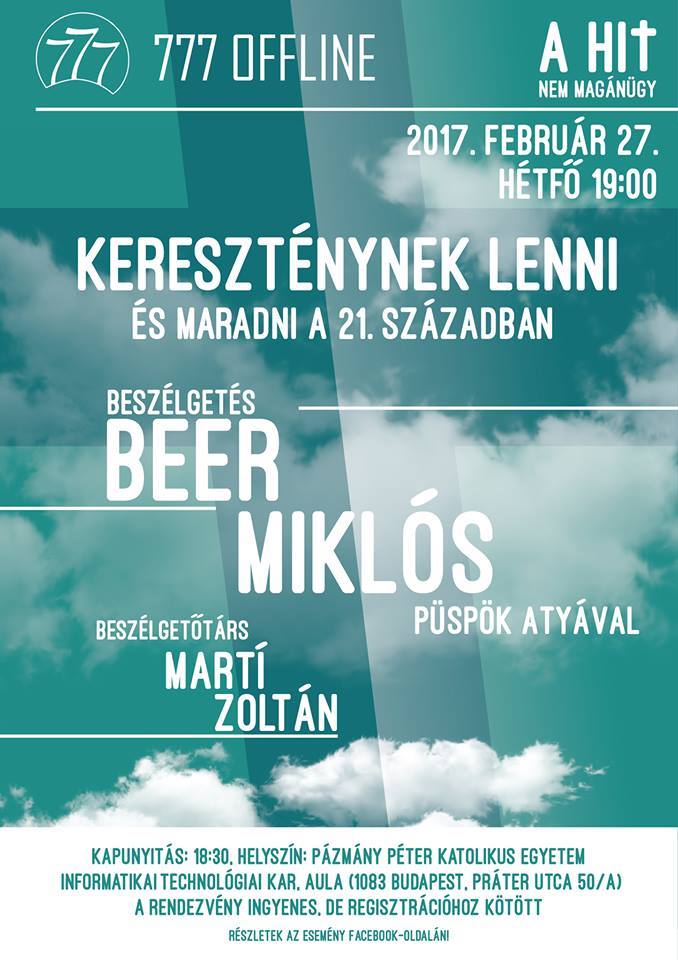 777
777 OFFLINE
A HIT
NEM MAGÁNÜGY
2017. FEBRUÁR 27.
HÉTFŐ 19:00
KERESZTÉNYNEK LENNI
ÉS MARADNI A 21. SZÁZADBAN
BESZÉLGETÉS
BEER
MIKLÓS
PÜSPÖK ATYÁVAL
BESZÉLGETŐTÁRS
MARTÍ
ZOLTÁN
KAPUNYITÁS: 18:30, HELYSZÍN: PÁZMÁNY PÉTER KATOLIKUS EGYETEM
INFORMATIKAI TECHNOLÓGIAI KAR, AULA (1083 BUDAPEST, PRÁTER UTCA 50/A)
A RENDEZVÉNY INGYENES, DE REGISZTRÁCIÓHOZ KÖTÖTT
RÉSZLETEK AZ ESEMÉNY FACEBOOK-OLDALÁN!